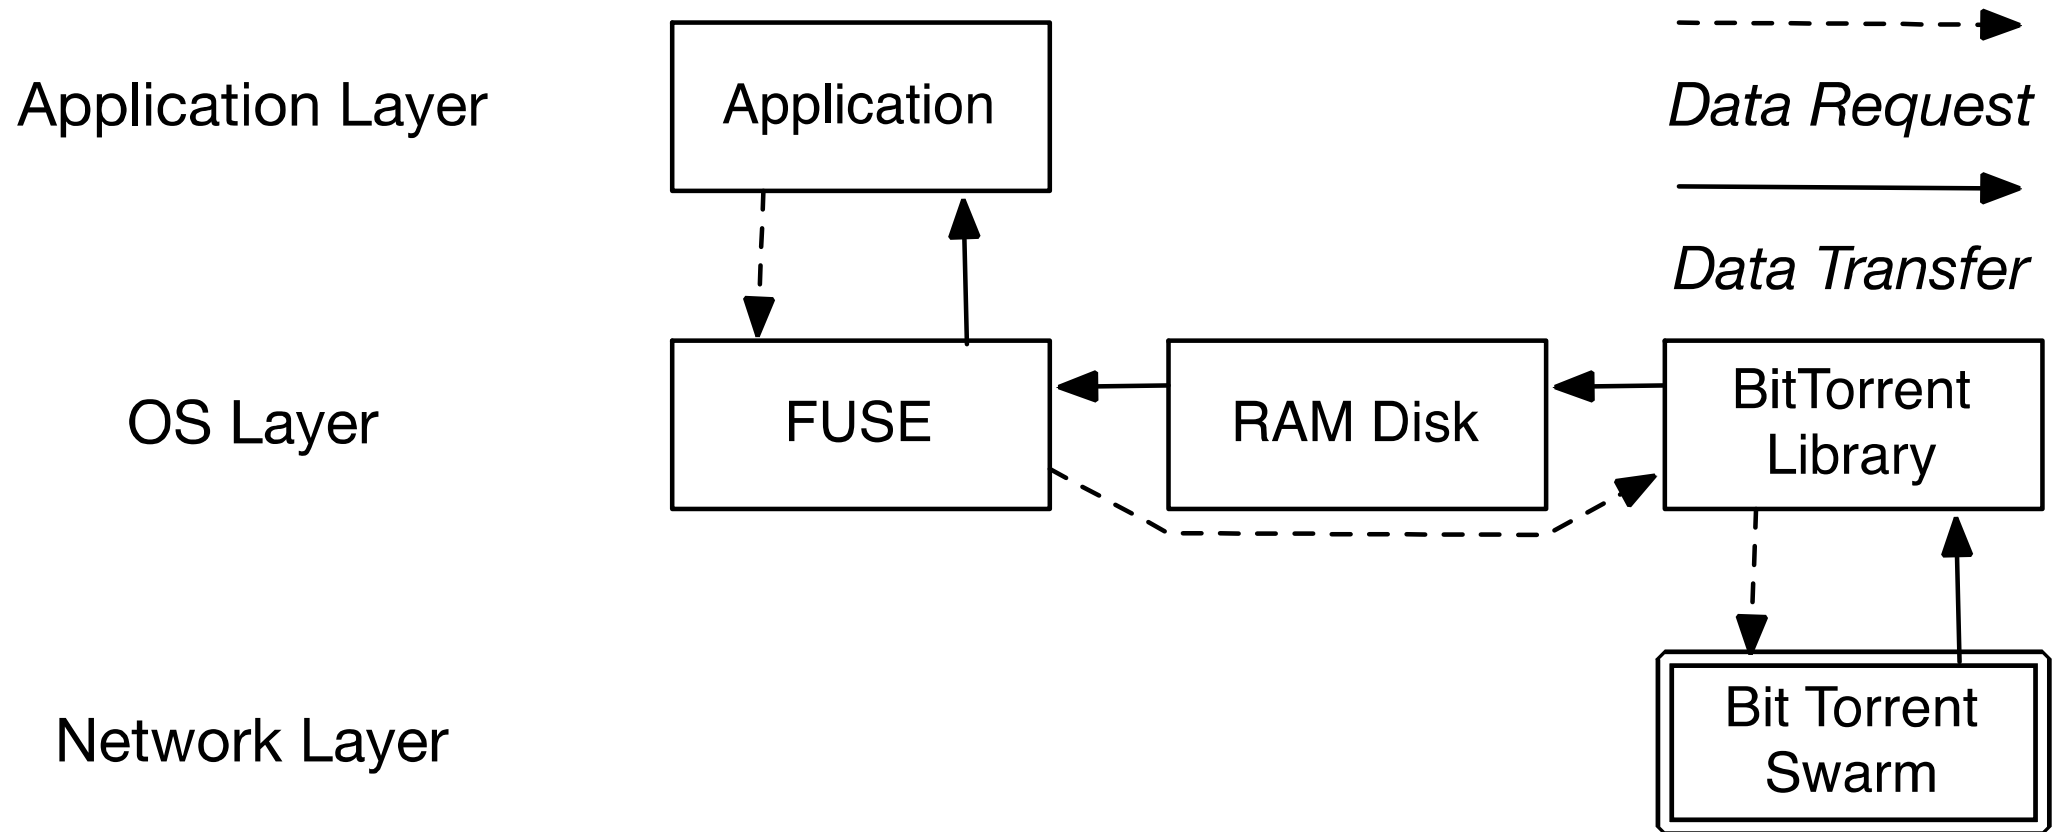 Application Layer
Application
Data Request
Data Transfer
OS Layer
FUSE
RAM Disk
BitTorrent
Library
Network Layer
Bit Torrent
Swarm